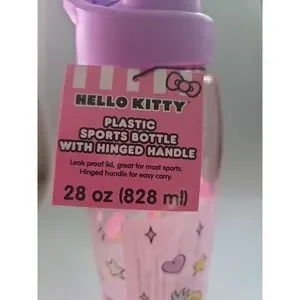 HELLO KITTY
PLASTIC
SPORTS BOTTLE
WITH HINGED HANDLE
Leak proof lid, great for most sports.
Hinged handle for easy carry.
28 oz (828 ml)